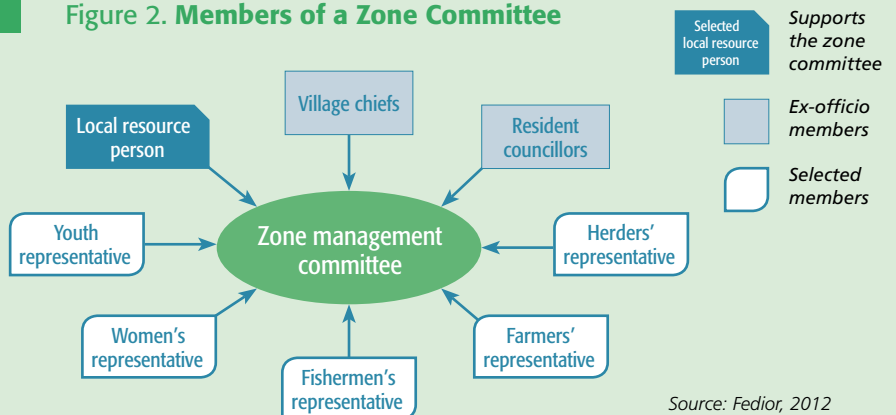 Figure 2. Members of a Zone Committee
Selected
local resource
person
Supports
the zone
committee
Village chiefs
Ex-officio
members
Local resource
person
Resident
councillors
Selected
members
Youth
representative
Zone management
committee
Herders'
representative
Women's
representative
Farmers'
representative
Fishermen's
representative
Source: Fedior, 2012